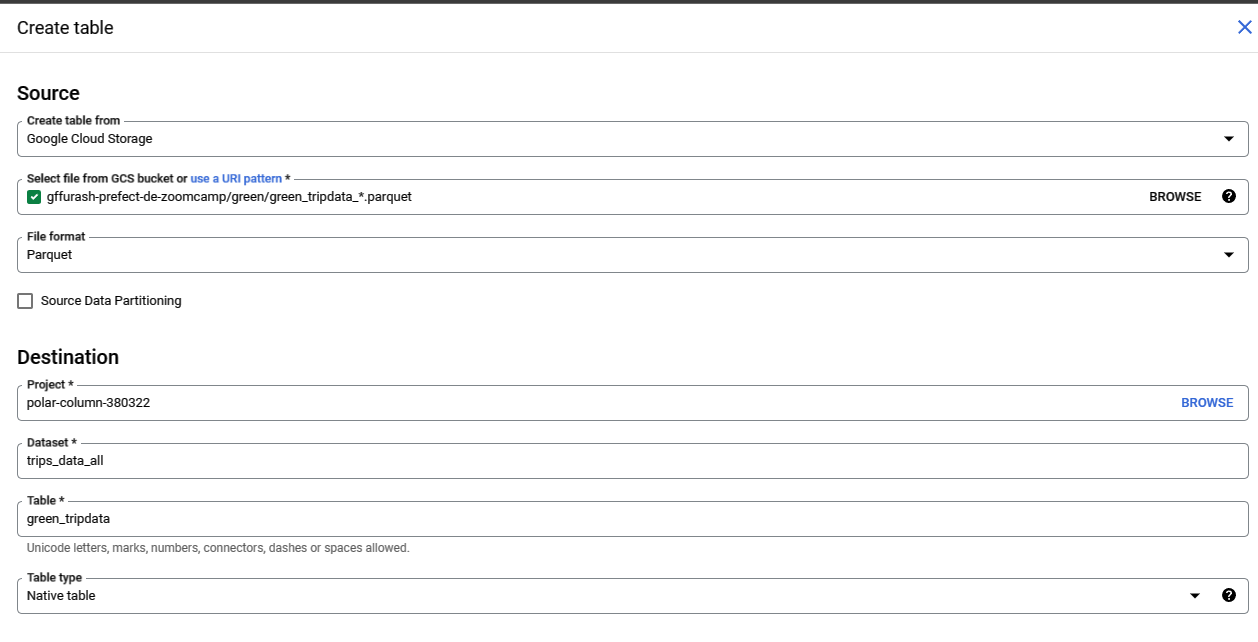 Create table
Source
Create table from
Google Cloud Storage
Select file from GCS bucket or use a URI pattern *
gffurash-prefect-de-zoomcamp/green/green_tripdata_*.parquet BROWSE
File format
Parquet
Source Data Partitioning
Destination
Project *
polar-column-380322 BROWSE
Dataset *
trips_data_all
Table *
green_tripdata
Unicode letters, marks, numbers, connectors, dashes or spaces allowed.
Table type
Native table